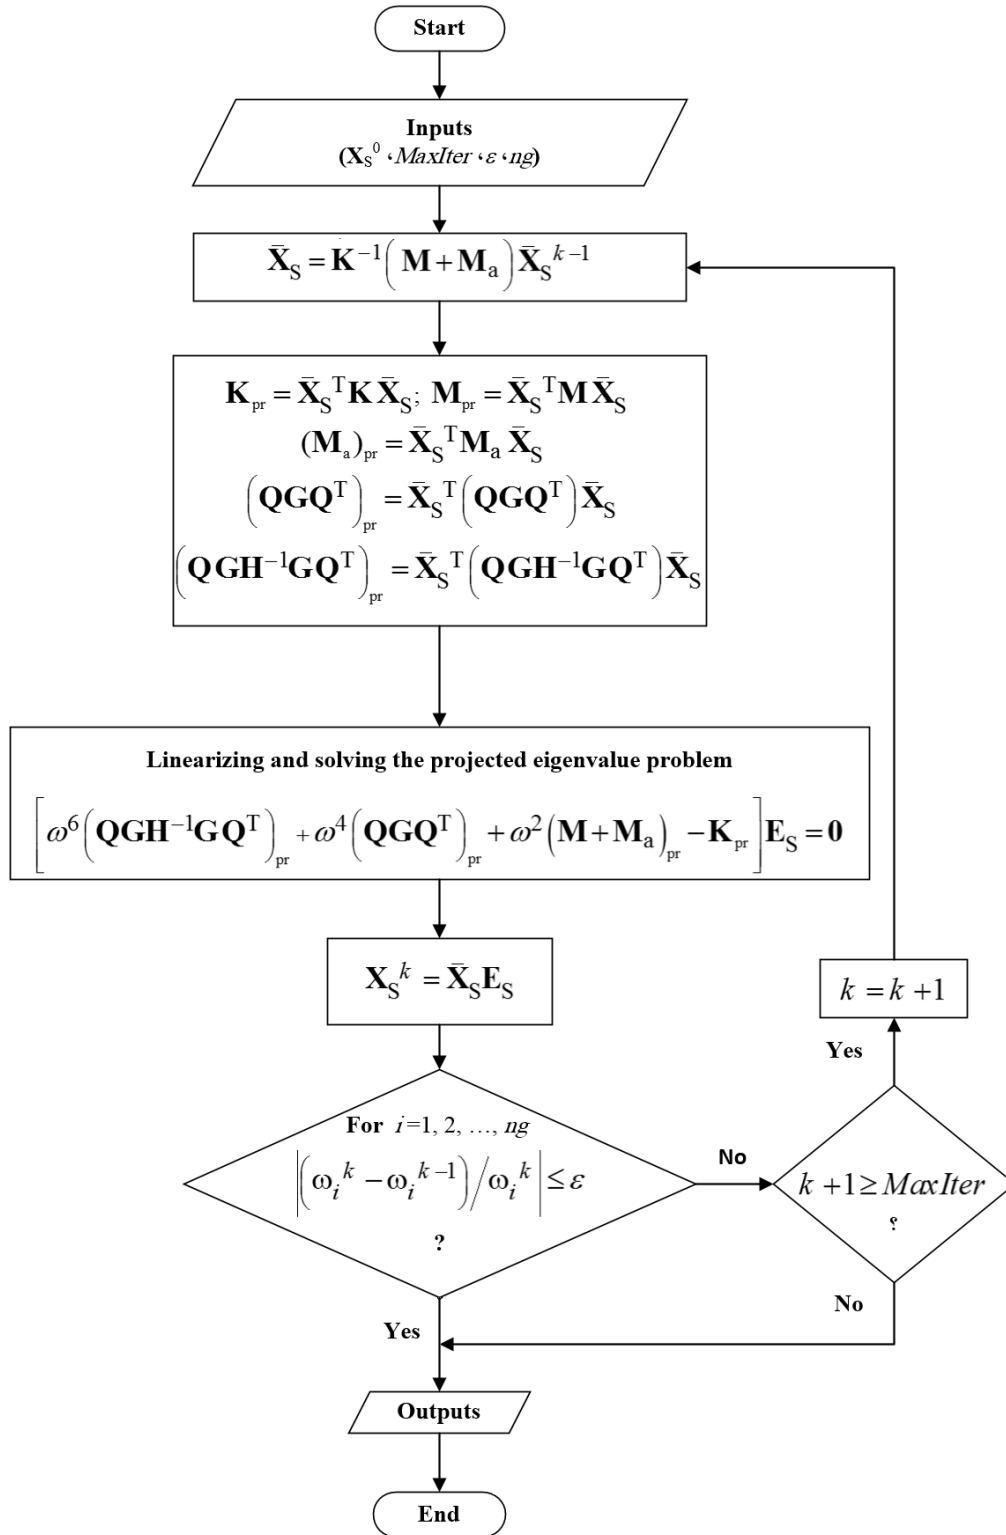 Start
Inputs
(X_S^0 ، MaxIter ، ε ، ng)
X̄_S = K^{-1}(M + M_a) X̄_S^{k-1}
K_pr = X̄_S^T K X̄_S; M_pr = X̄_S^T M X̄_S
(M_a)_pr = X̄_S^T M_a X̄_S
(QGQ^T)_pr = X̄_S^T (QGQ^T) X̄_S
(QGH^{-1}GQ^T)_pr = X̄_S^T (QGH^{-1}GQ^T) X̄_S
Linearizing and solving the projected eigenvalue problem
[ω^6 (QGH^{-1}GQ^T)_pr + ω^4 (QGQ^T)_pr + ω^2 (M + M_a)_pr − K_pr] E_S = 0
X_S^k = X̄_S E_S
k = k + 1
Yes
For i=1, 2, …, ng
|(ω_i^k − ω_i^{k−1}) / ω_i^k| ≤ ε
?
No
k + 1 ≥ MaxIter
؟
No
Yes
Outputs
End